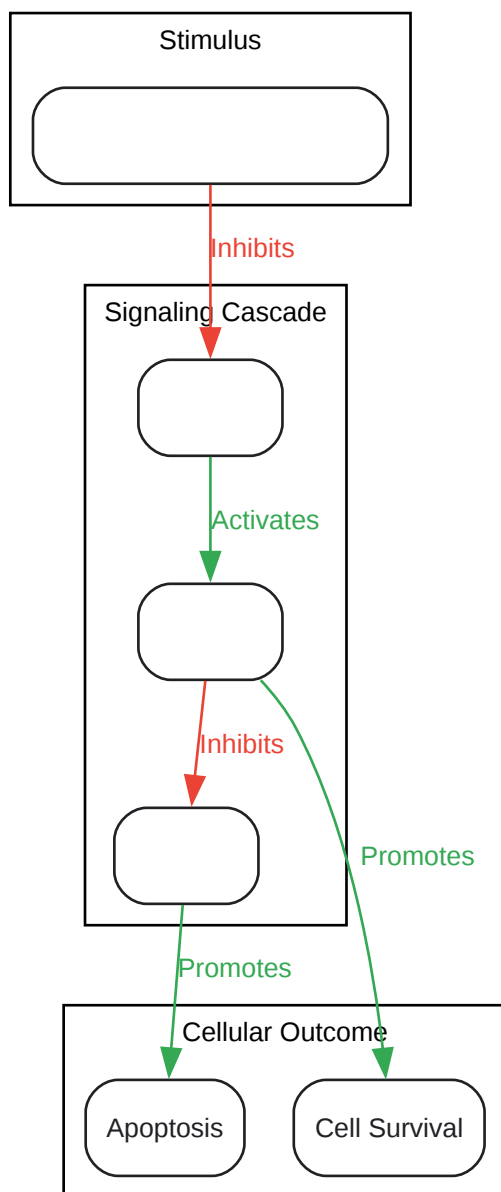 Stimulus
Inhibits
Signaling Cascade
Activates
Inhibits
Promotes
Promotes
Cellular Outcome
Apoptosis
Cell Survival